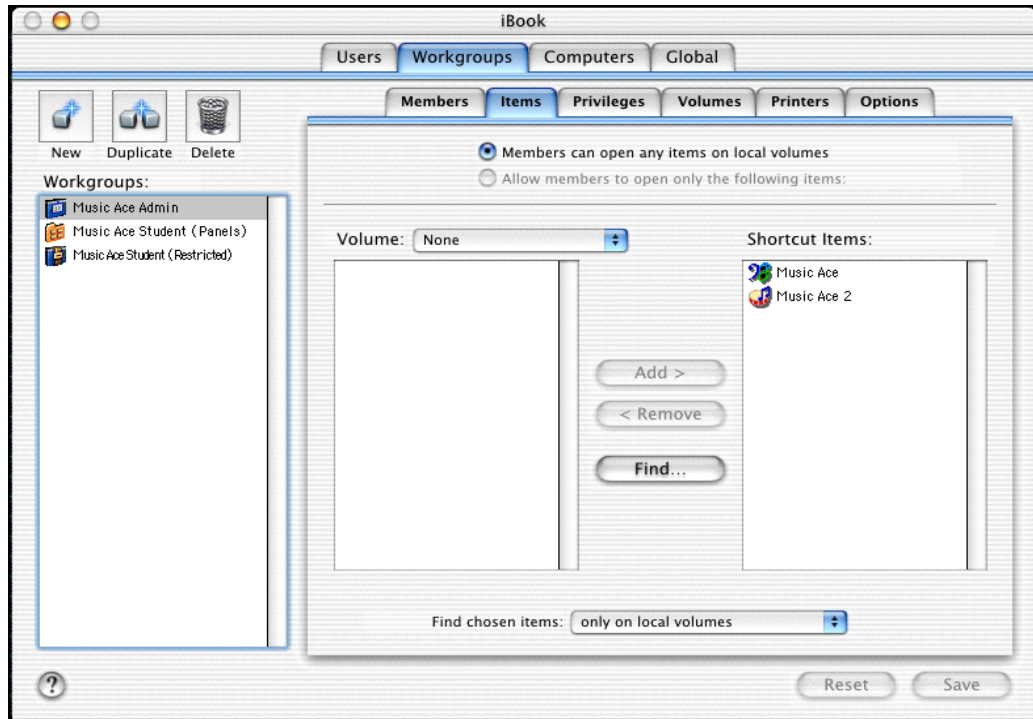 iBook
Users Workgroups Computers Global
Members Items Privileges Volumes Printers Options
New Duplicate Delete
Members can open any items on local volumes
Allow members to open only the following items:
Workgroups:
Music Ace Admin
Music Ace Student (Panels)
Music Ace Student (Restricted)
Volume: None
Shortcut Items:
Music Ace
Music Ace 2
Add >
< Remove
Find...
Find chosen items: only on local volumes
?
Reset Save